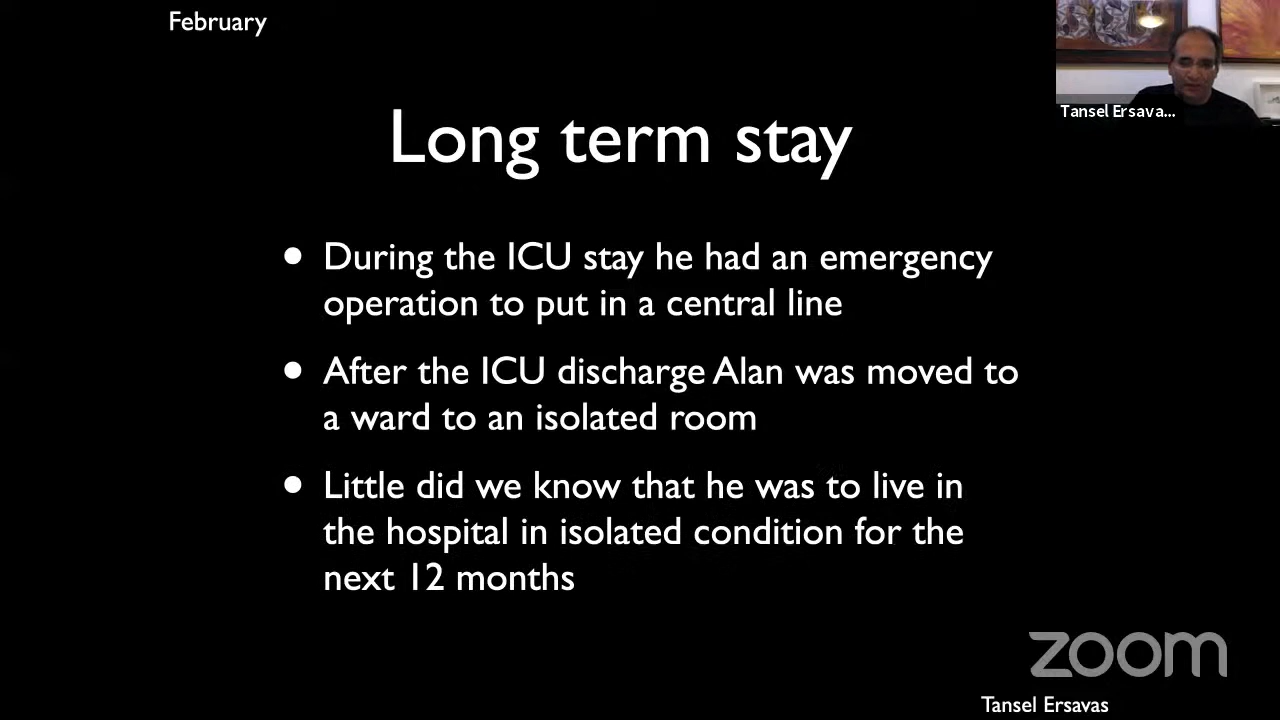 February
Tansel Ersava...
Long term stay
• During the ICU stay he had an emergency
operation to put in a central line
• After the ICU discharge Alan was moved to
a ward to an isolated room
• Little did we know that he was to live in
the hospital in isolated condition for the
next 12 months
zoom
Tansel Ersavas